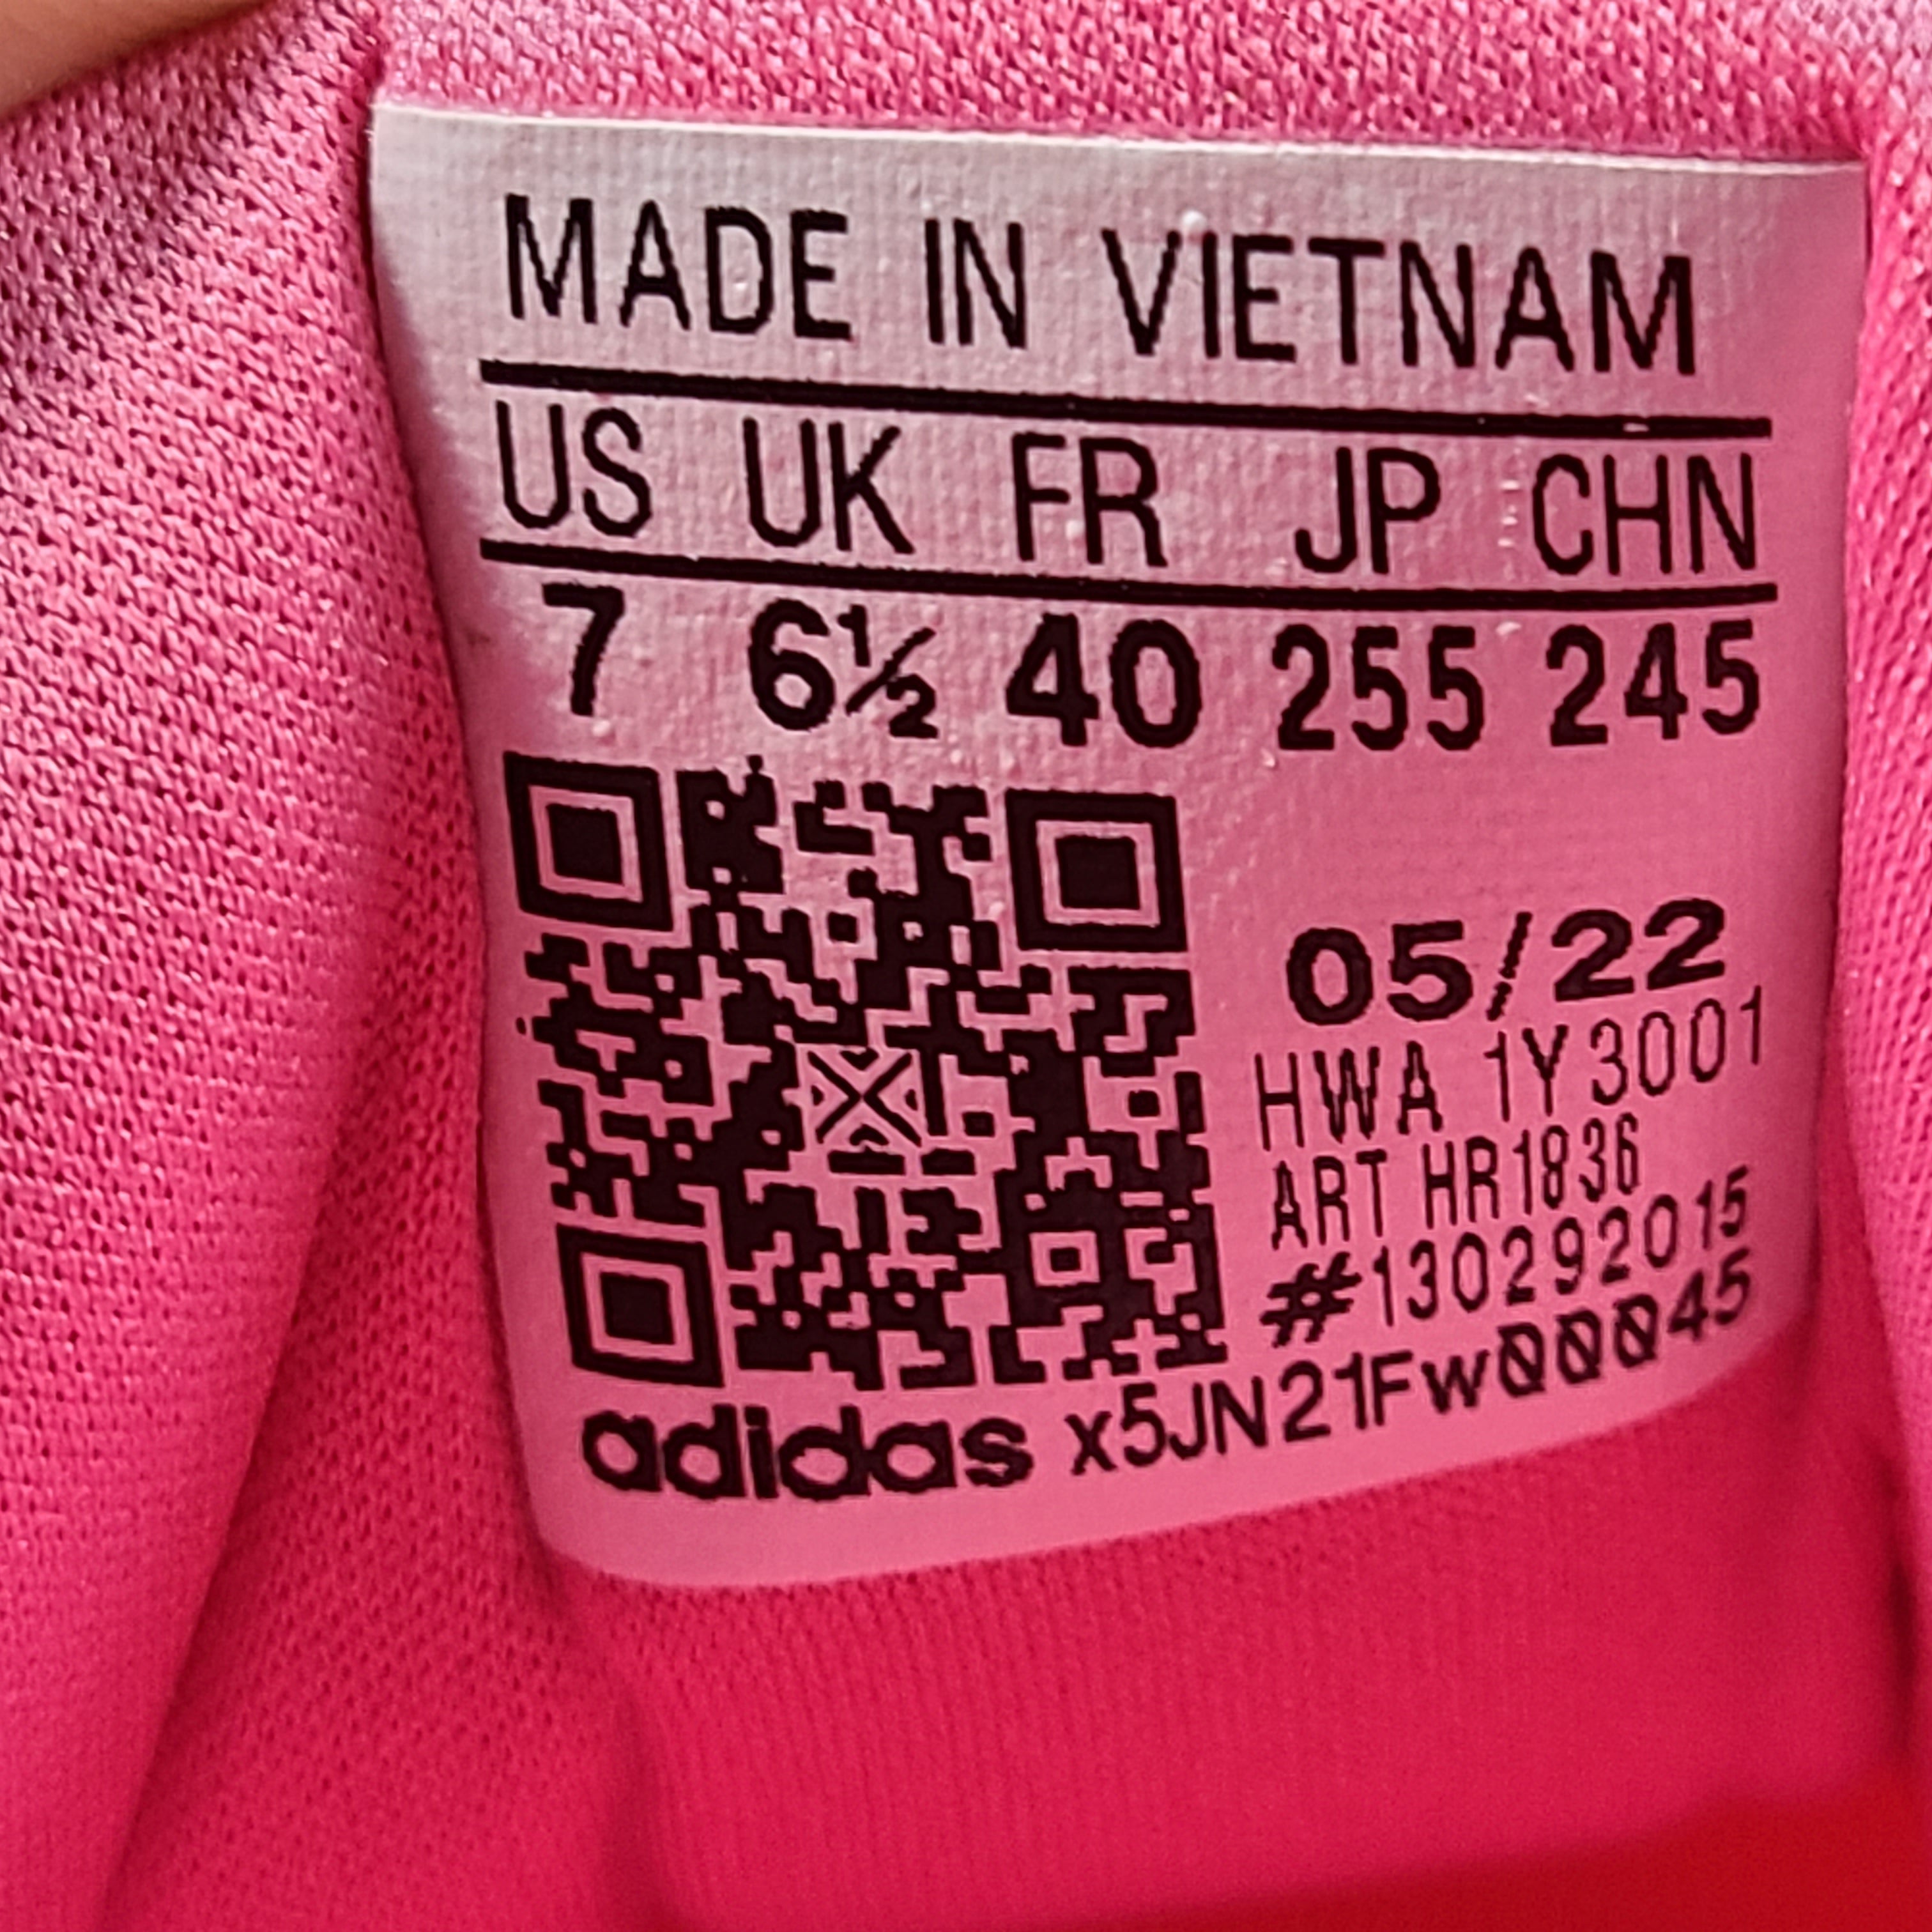 MADE IN VIETNAM
US UK FR JP CHN
7 6½ 40 255 245
05/22
HWA 1Y3001
ART HR1836
#130292015
adidas x5JN21Fw00045